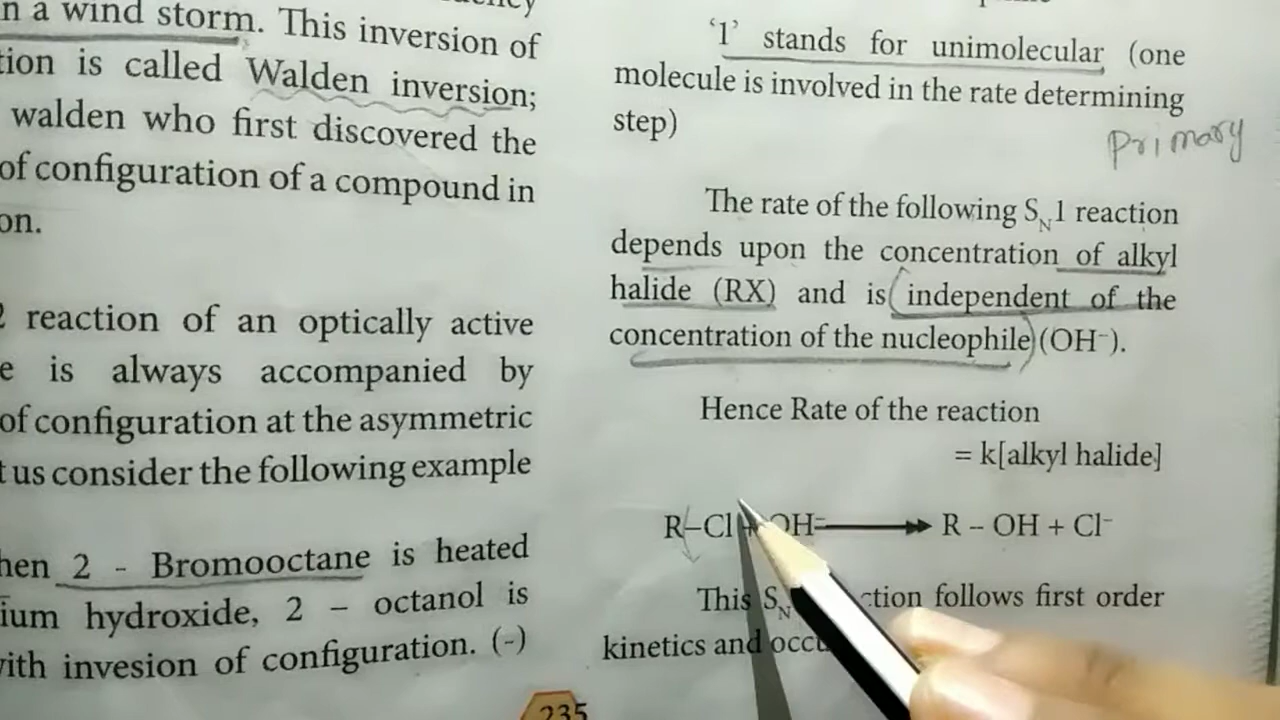 n a wind storm. This inversion of
tion is called Walden inversion;
walden who first discovered the
of configuration of a compound in
on.
reaction of an optically active
e is always accompanied by
of configuration at the asymmetric
t us consider the following example
hen 2 - Bromooctane is heated
ium hydroxide, 2 – octanol is
with invesion of configuration. (-)
235
‘1’ stands for unimolecular (one
molecule is involved in the rate determining
step)
Primary
The rate of the following SN1 reaction
depends upon the concentration of alkyl
halide (RX) and is independent of the
concentration of the nucleophile (OH⁻).
Hence Rate of the reaction
= k[alkyl halide]
R–Cl + OH⁻ ⟶ R – OH + Cl⁻
This SN ction follows first order
kinetics and occu